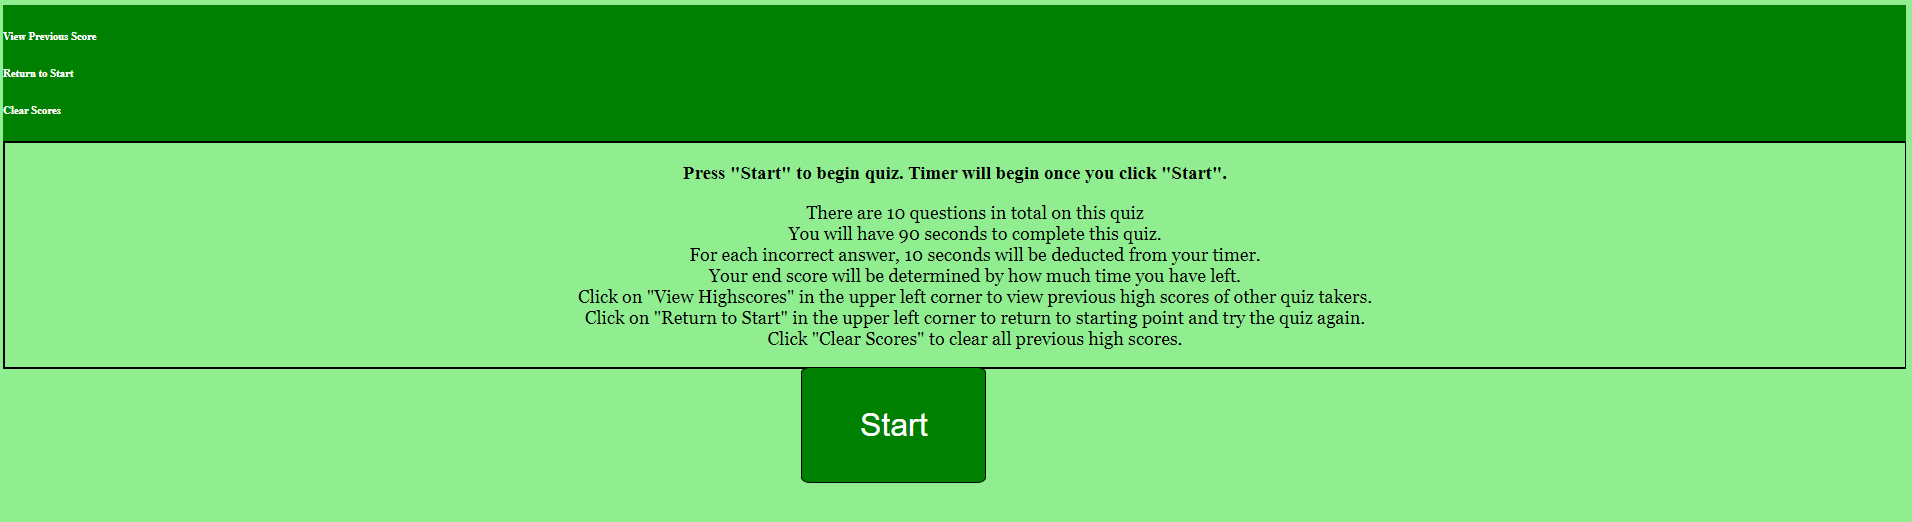 View Previous Score
Return to Start
Clear Scores
Press "Start" to begin quiz. Timer will begin once you click "Start".
There are 10 questions in total on this quiz
You will have 90 seconds to complete this quiz.
For each incorrect answer, 10 seconds will be deducted from your timer.
Your end score will be determined by how much time you have left.
Click on "View Highscores" in the upper left corner to view previous high scores of other quiz takers.
Click on "Return to Start" in the upper left corner to return to starting point and try the quiz again.
Click "Clear Scores" to clear all previous high scores.
Start